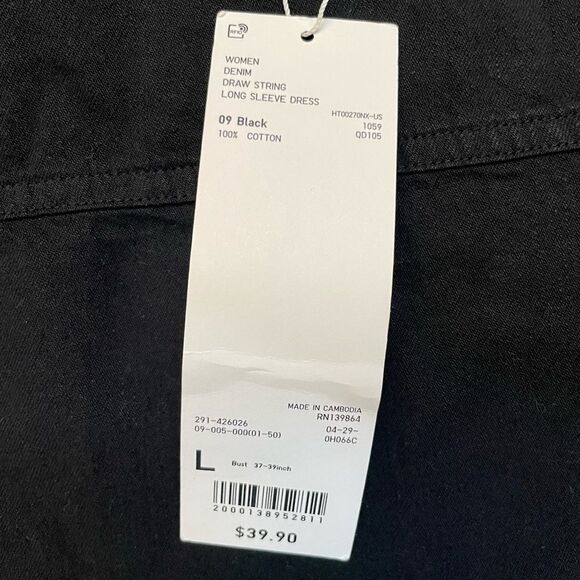 RFID
WOMEN
DENIM
DRAW STRING
LONG SLEEVE DRESS
HT00270NX-US
09 Black 1059
100% COTTON QD105
MADE IN CAMBODIA
291-426026 RN139864
09-005-000(01-50) 04-29-
0H066C
L Bust 37-39inch
2000138952811
$39.90